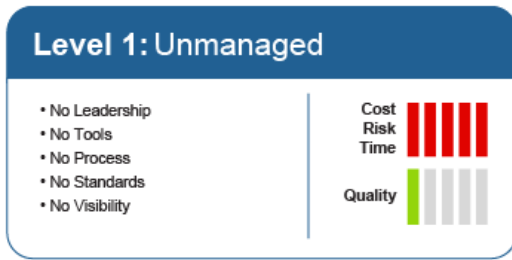 Level 1: Unmanaged
• No Leadership
• No Tools
• No Process
• No Standards
• No Visibility
Cost
Risk
Time
Quality